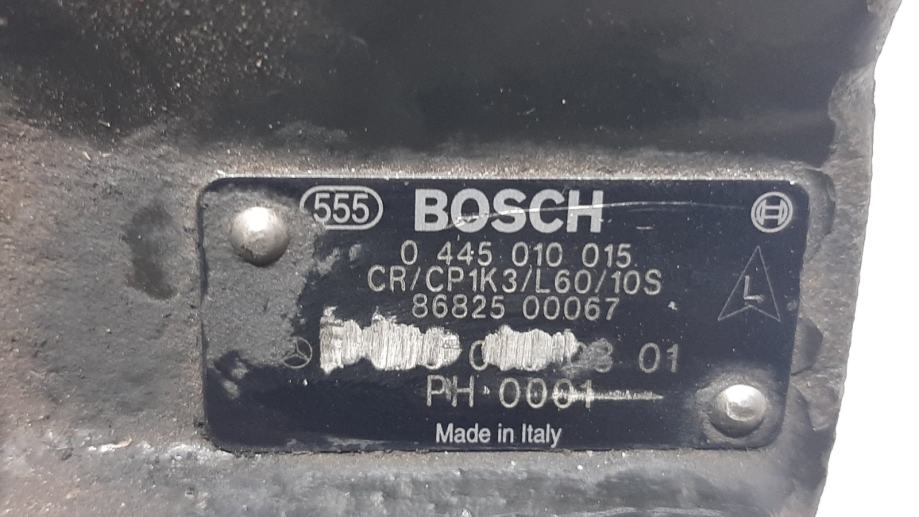 555 BOSCH
0 445 010 015
CR/CP1K3/L60/10S
86825 00067
L
01
PH 0001
Made in Italy